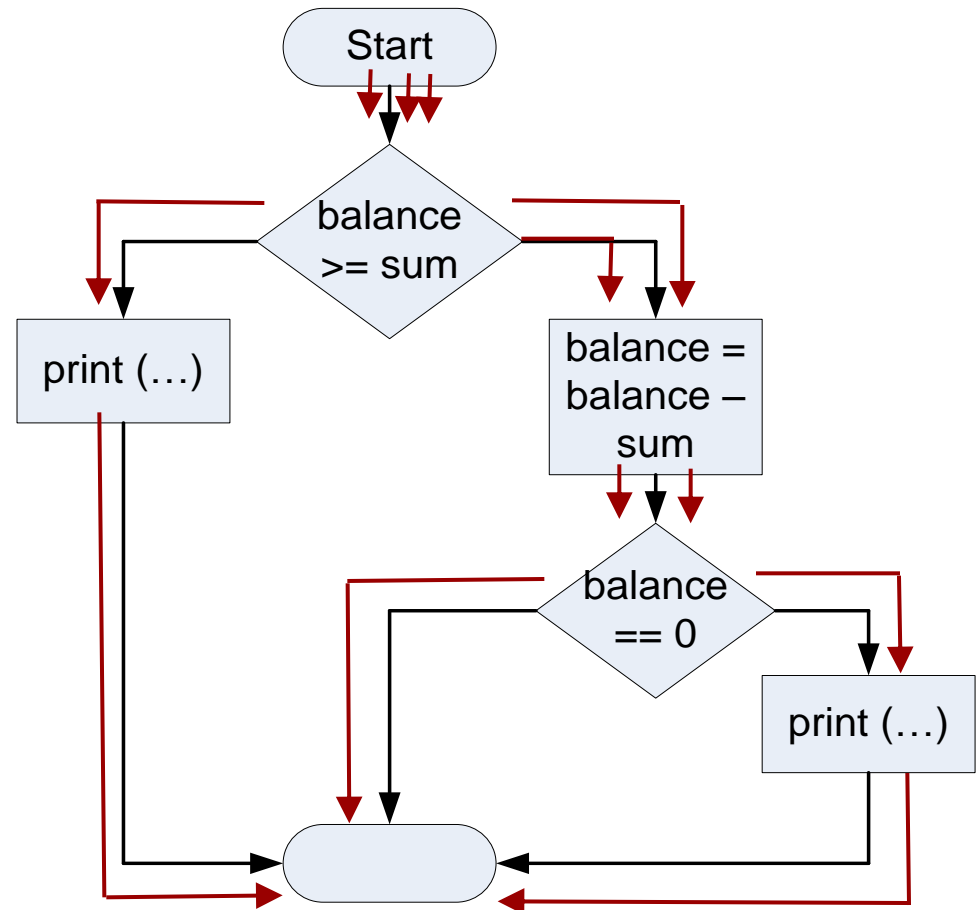 Start
balance
>= sum
print (…)
balance =
balance –
sum
balance
== 0
print (…)